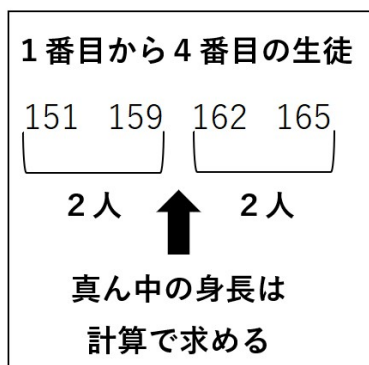 1番目から4番目の生徒
151 159 162 165
2人 2人
真ん中の身長は
計算で求める